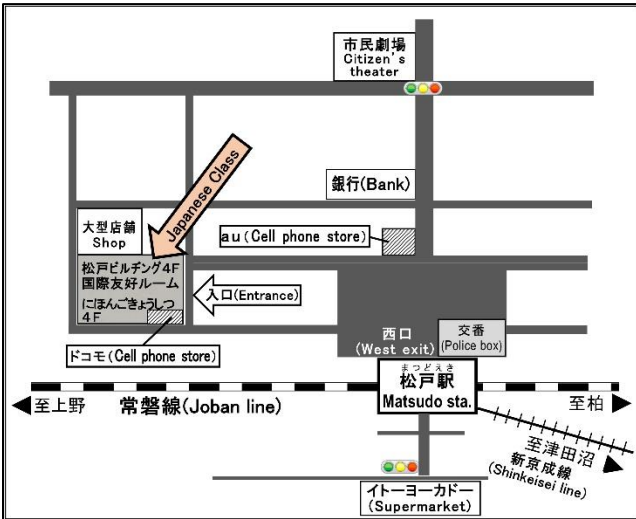 市民劇場
Citizen's
theater
Japanese Class
銀行(Bank)
au(Cell phone store)
大型店舗
Shop
松戸ビルヂング4F
国際友好ルーム
にほんごきょうしつ
4F
入口(Entrance)
ドコモ(Cell phone store)
西口
(West exit)
交番
(Police box)
まつどえき
松戸駅
Matsudo sta.
至上野
常磐線(Joban line)
至柏
至津田沼
新京成線
(Shinkeisei line)
イトーヨーカドー
(Supermarket)